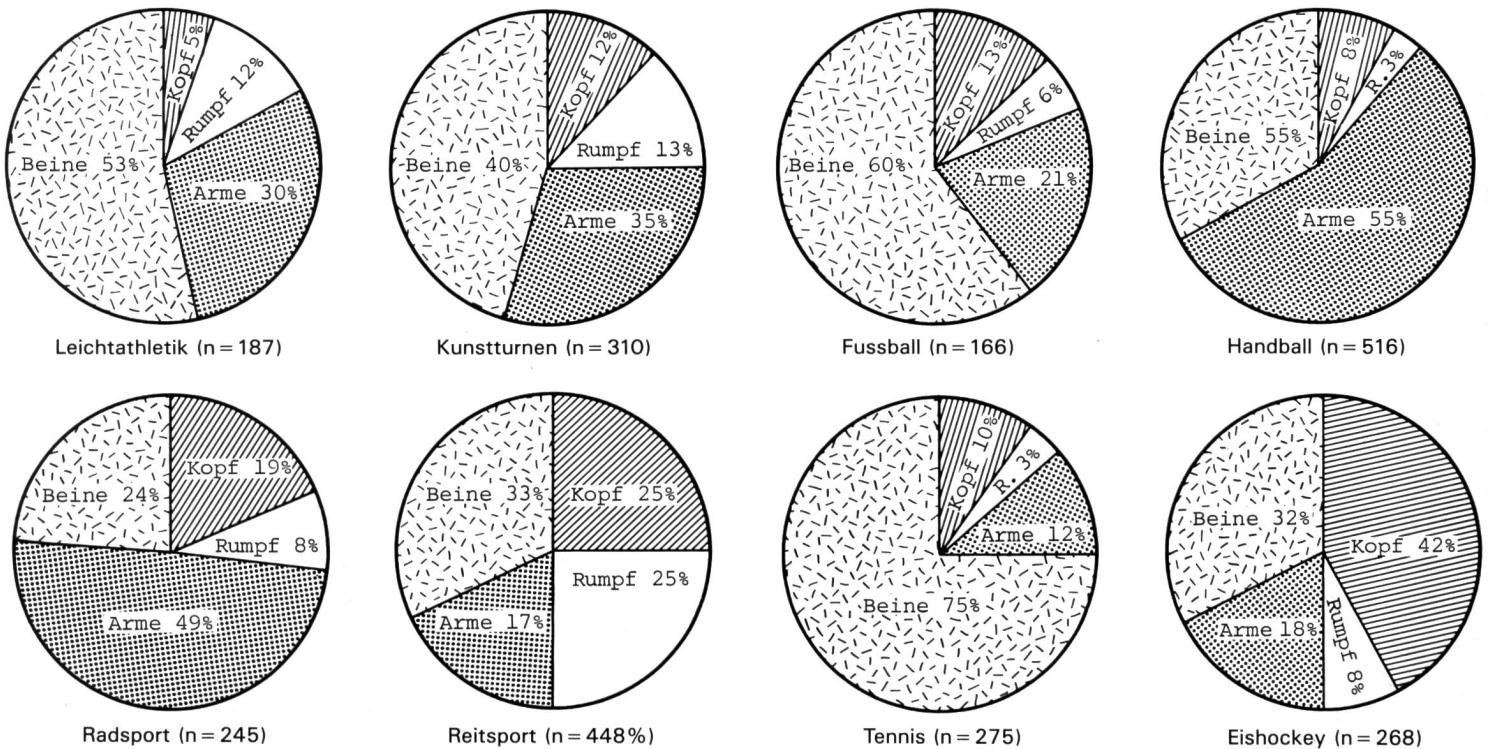 Kopf 5%
Rumpf 12%
Beine 53%
Arme 30%
Leichtathletik (n = 187)
Kopf 12%
Rumpf 13%
Beine 40%
Arme 35%
Kunstturnen (n = 310)
Kopf 13%
Rumpf 6%
Beine 60%
Arme 21%
Fussball (n = 166)
Kopf 8%
R. 3%
Beine 55%
Arme 55%
Handball (n = 516)
Kopf 19%
Beine 24%
Rumpf 8%
Arme 49%
Radsport (n = 245)
Beine 33%
Kopf 25%
Rumpf 25%
Arme 17%
Reitsport (n = 448%)
Kopf 10%
R. 3%
Arme 12%
Beine 75%
Tennis (n = 275)
Beine 32%
Kopf 42%
Arme 18%
Rumpf 8%
Eishockey (n = 268)